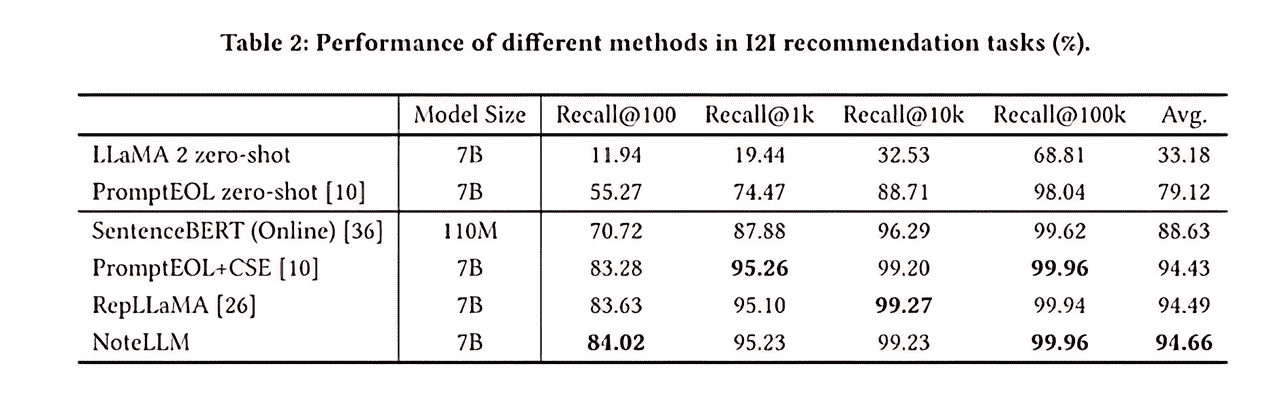 Table 2: Performance of different methods in I2I recommendation tasks (%).
Model Size Recall@100 Recall@1k Recall@10k Recall@100k Avg.
LLaMA 2 zero-shot 7B 11.94 19.44 32.53 68.81 33.18
PromptEOL zero-shot [10] 7B 55.27 74.47 88.71 98.04 79.12
SentenceBERT (Online) [36] 110M 70.72 87.88 96.29 99.62 88.63
PromptEOL+CSE [10] 7B 83.28 95.26 99.20 99.96 94.43
RepLLaMA [26] 7B 83.63 95.10 99.27 99.94 94.49
NoteLLM 7B 84.02 95.23 99.23 99.96 94.66